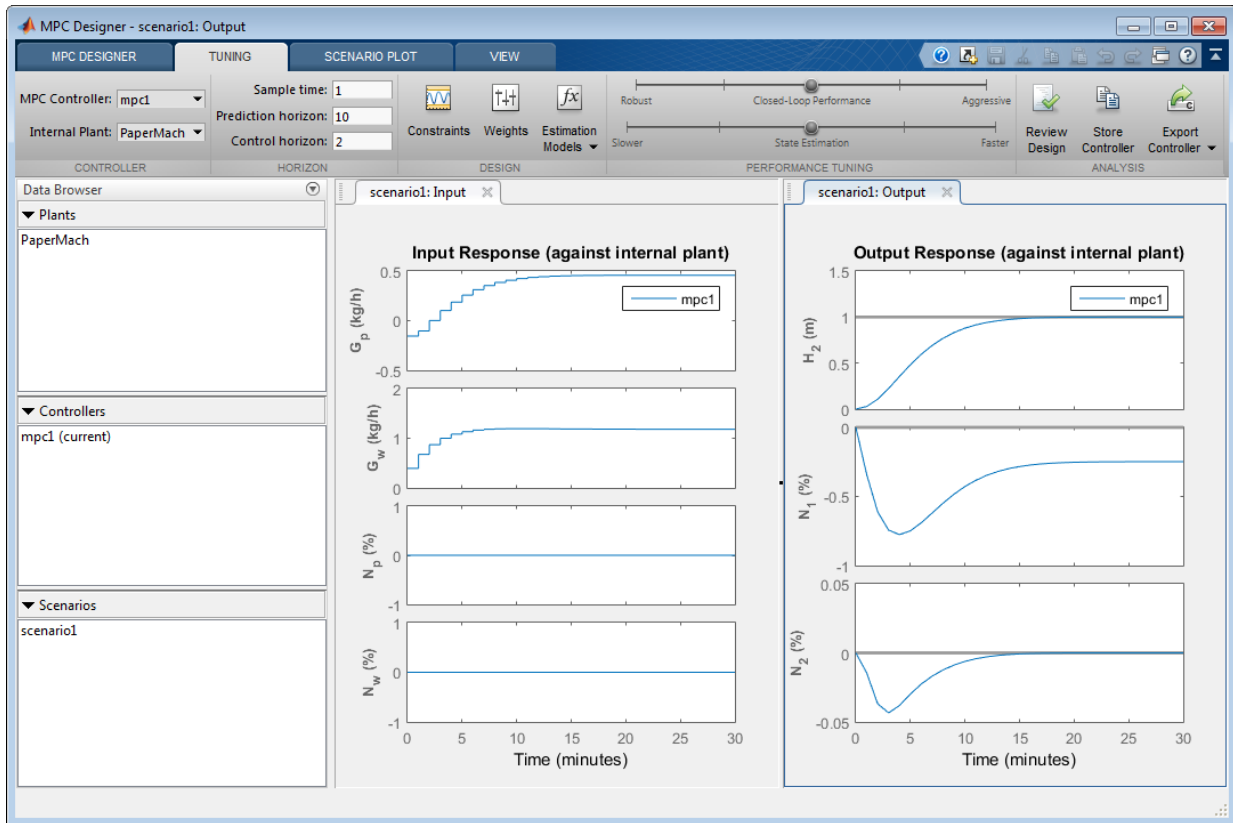 MPC Designer - scenario1: Output
MPC DESIGNER TUNING SCENARIO PLOT VIEW
MPC Controller: mpc1
Internal Plant: PaperMach
CONTROLLER
Sample time: 1
Prediction horizon: 10
Control horizon: 2
HORIZON
Constraints Weights Estimation Models
DESIGN
Robust Closed-Loop Performance Aggressive
Slower State Estimation Faster
PERFORMANCE TUNING
Review Design Store Controller Export Controller
ANALYSIS
Data Browser
Plants
PaperMach
Controllers
mpc1 (current)
Scenarios
scenario1
scenario1: Input
Input Response (against internal plant)
mpc1
G_p (kg/h)
0.5
0
-0.5
G_w (kg/h)
2
1
0
N_p (%)
1
0
-1
N_w (%)
1
0
-1
0 5 10 15 20 25 30
Time (minutes)
scenario1: Output
Output Response (against internal plant)
mpc1
H_2 (m)
1.5
1
0.5
0
N_1 (%)
0
-0.5
-1
N_2 (%)
0.05
0
-0.05
0 5 10 15 20 25 30
Time (minutes)